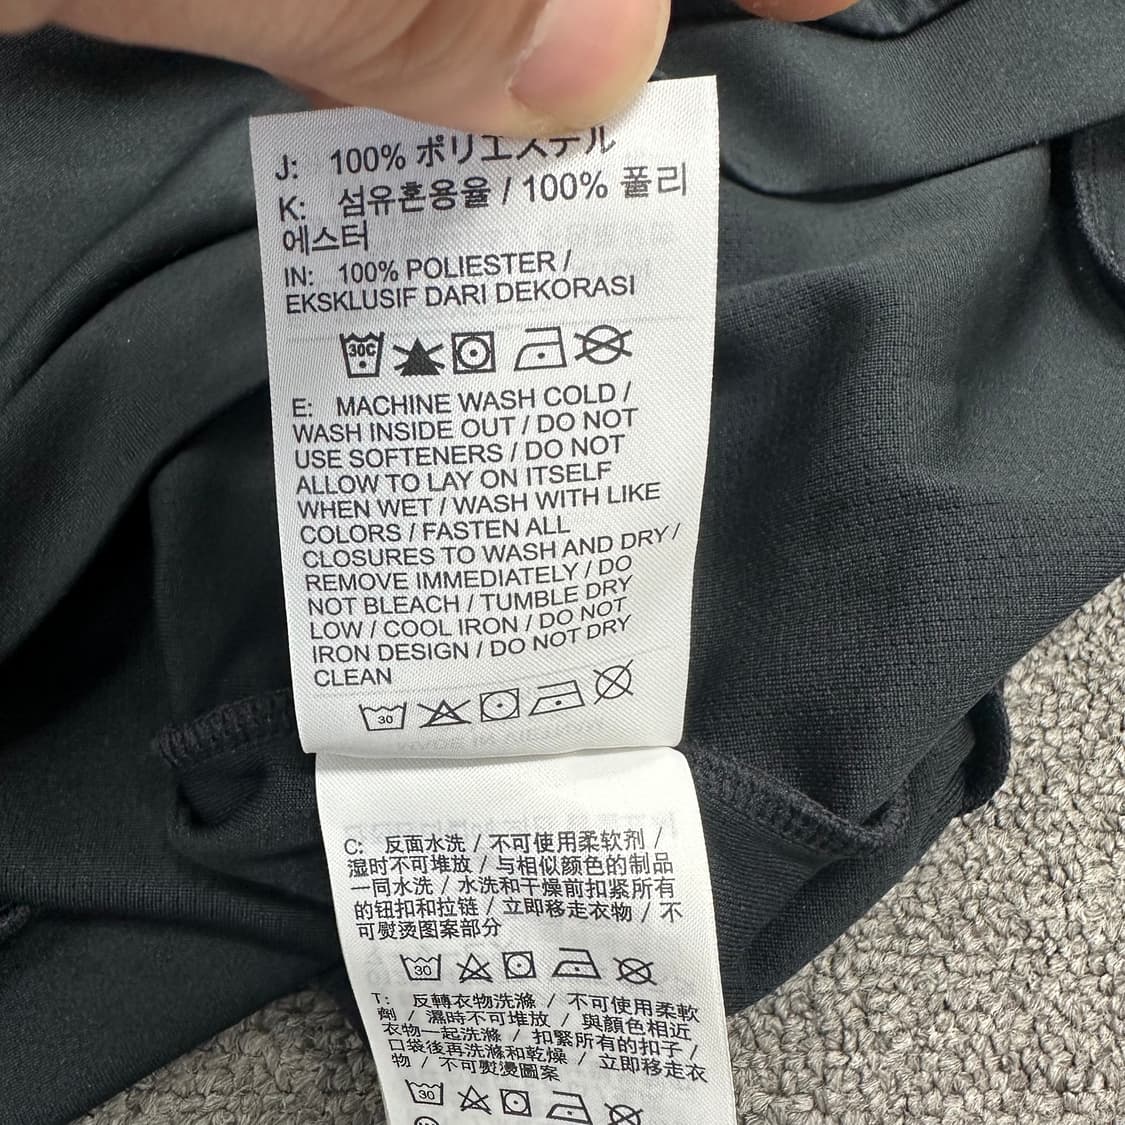 J: 100% ポリエステル
K: 섬유혼용율 / 100% 폴리
에스터
IN: 100% POLIESTER /
EKSKLUSIF DARI DEKORASI
30C
E: MACHINE WASH COLD /
WASH INSIDE OUT / DO NOT
USE SOFTENERS / DO NOT
ALLOW TO LAY ON ITSELF
WHEN WET / WASH WITH LIKE
COLORS / FASTEN ALL
CLOSURES TO WASH AND DRY /
REMOVE IMMEDIATELY / DO
NOT BLEACH / TUMBLE DRY
LOW / COOL IRON / DO NOT
IRON DESIGN / DO NOT DRY
CLEAN
30
C: 反面水洗 / 不可使用柔软剂 /
湿时不可堆放 / 与相似颜色的制品
一同水洗 / 水洗和干燥前扣紧所有
的钮扣和拉链 / 立即移走衣物 / 不
可熨烫图案部分
30
T: 反轉衣物洗滌 / 不可使用柔軟
劑 / 濕時不可堆放 / 與顏色相近
衣物一起洗滌 / 扣緊所有的扣子 /
口袋後再洗滌和乾燥 / 立即移走衣
物 / 不可熨燙圖案
30